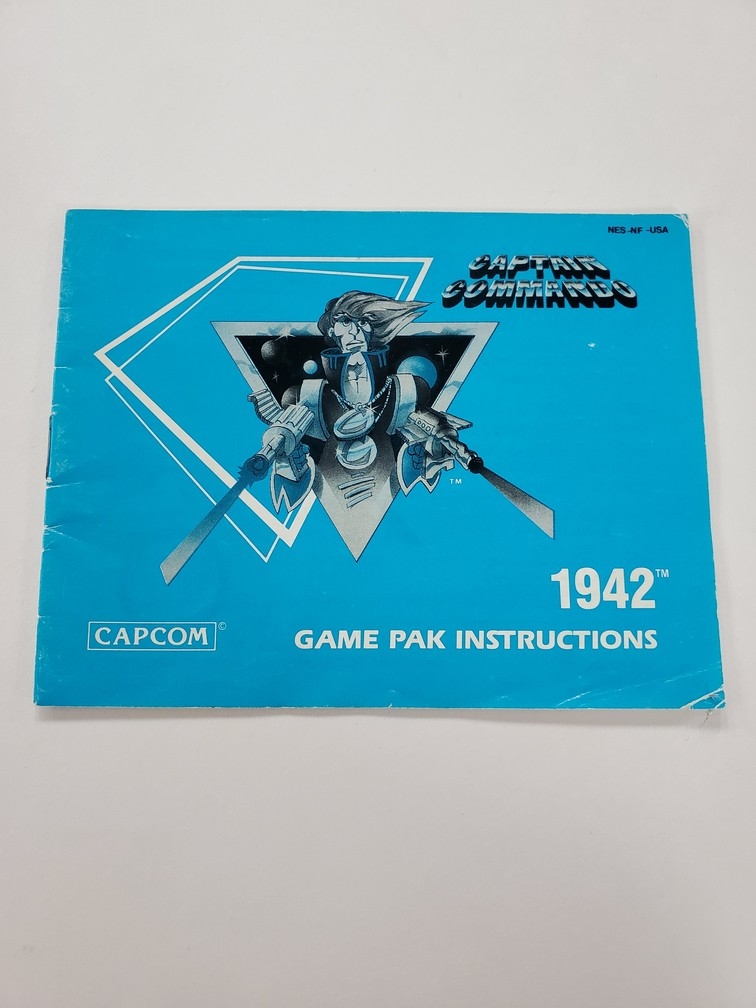 NES-NF-USA
CAPTAIN
COMMANDO
TM
1942™
CAPCOM©
GAME PAK INSTRUCTIONS